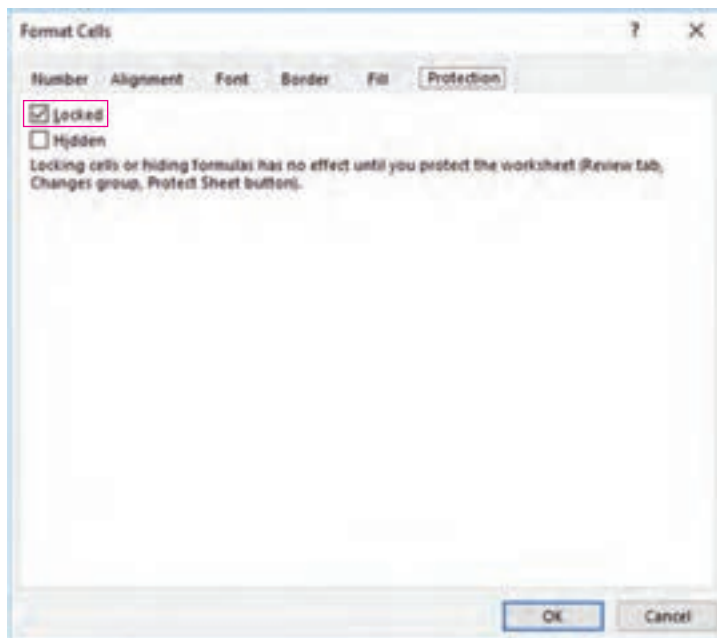 Format Cells
? ×
Number Alignment Font Border Fill Protection
Locked
Hidden
Locking cells or hiding formulas has no effect until you protect the worksheet (Review tab,
Changes group, Protect Sheet button).
OK Cancel